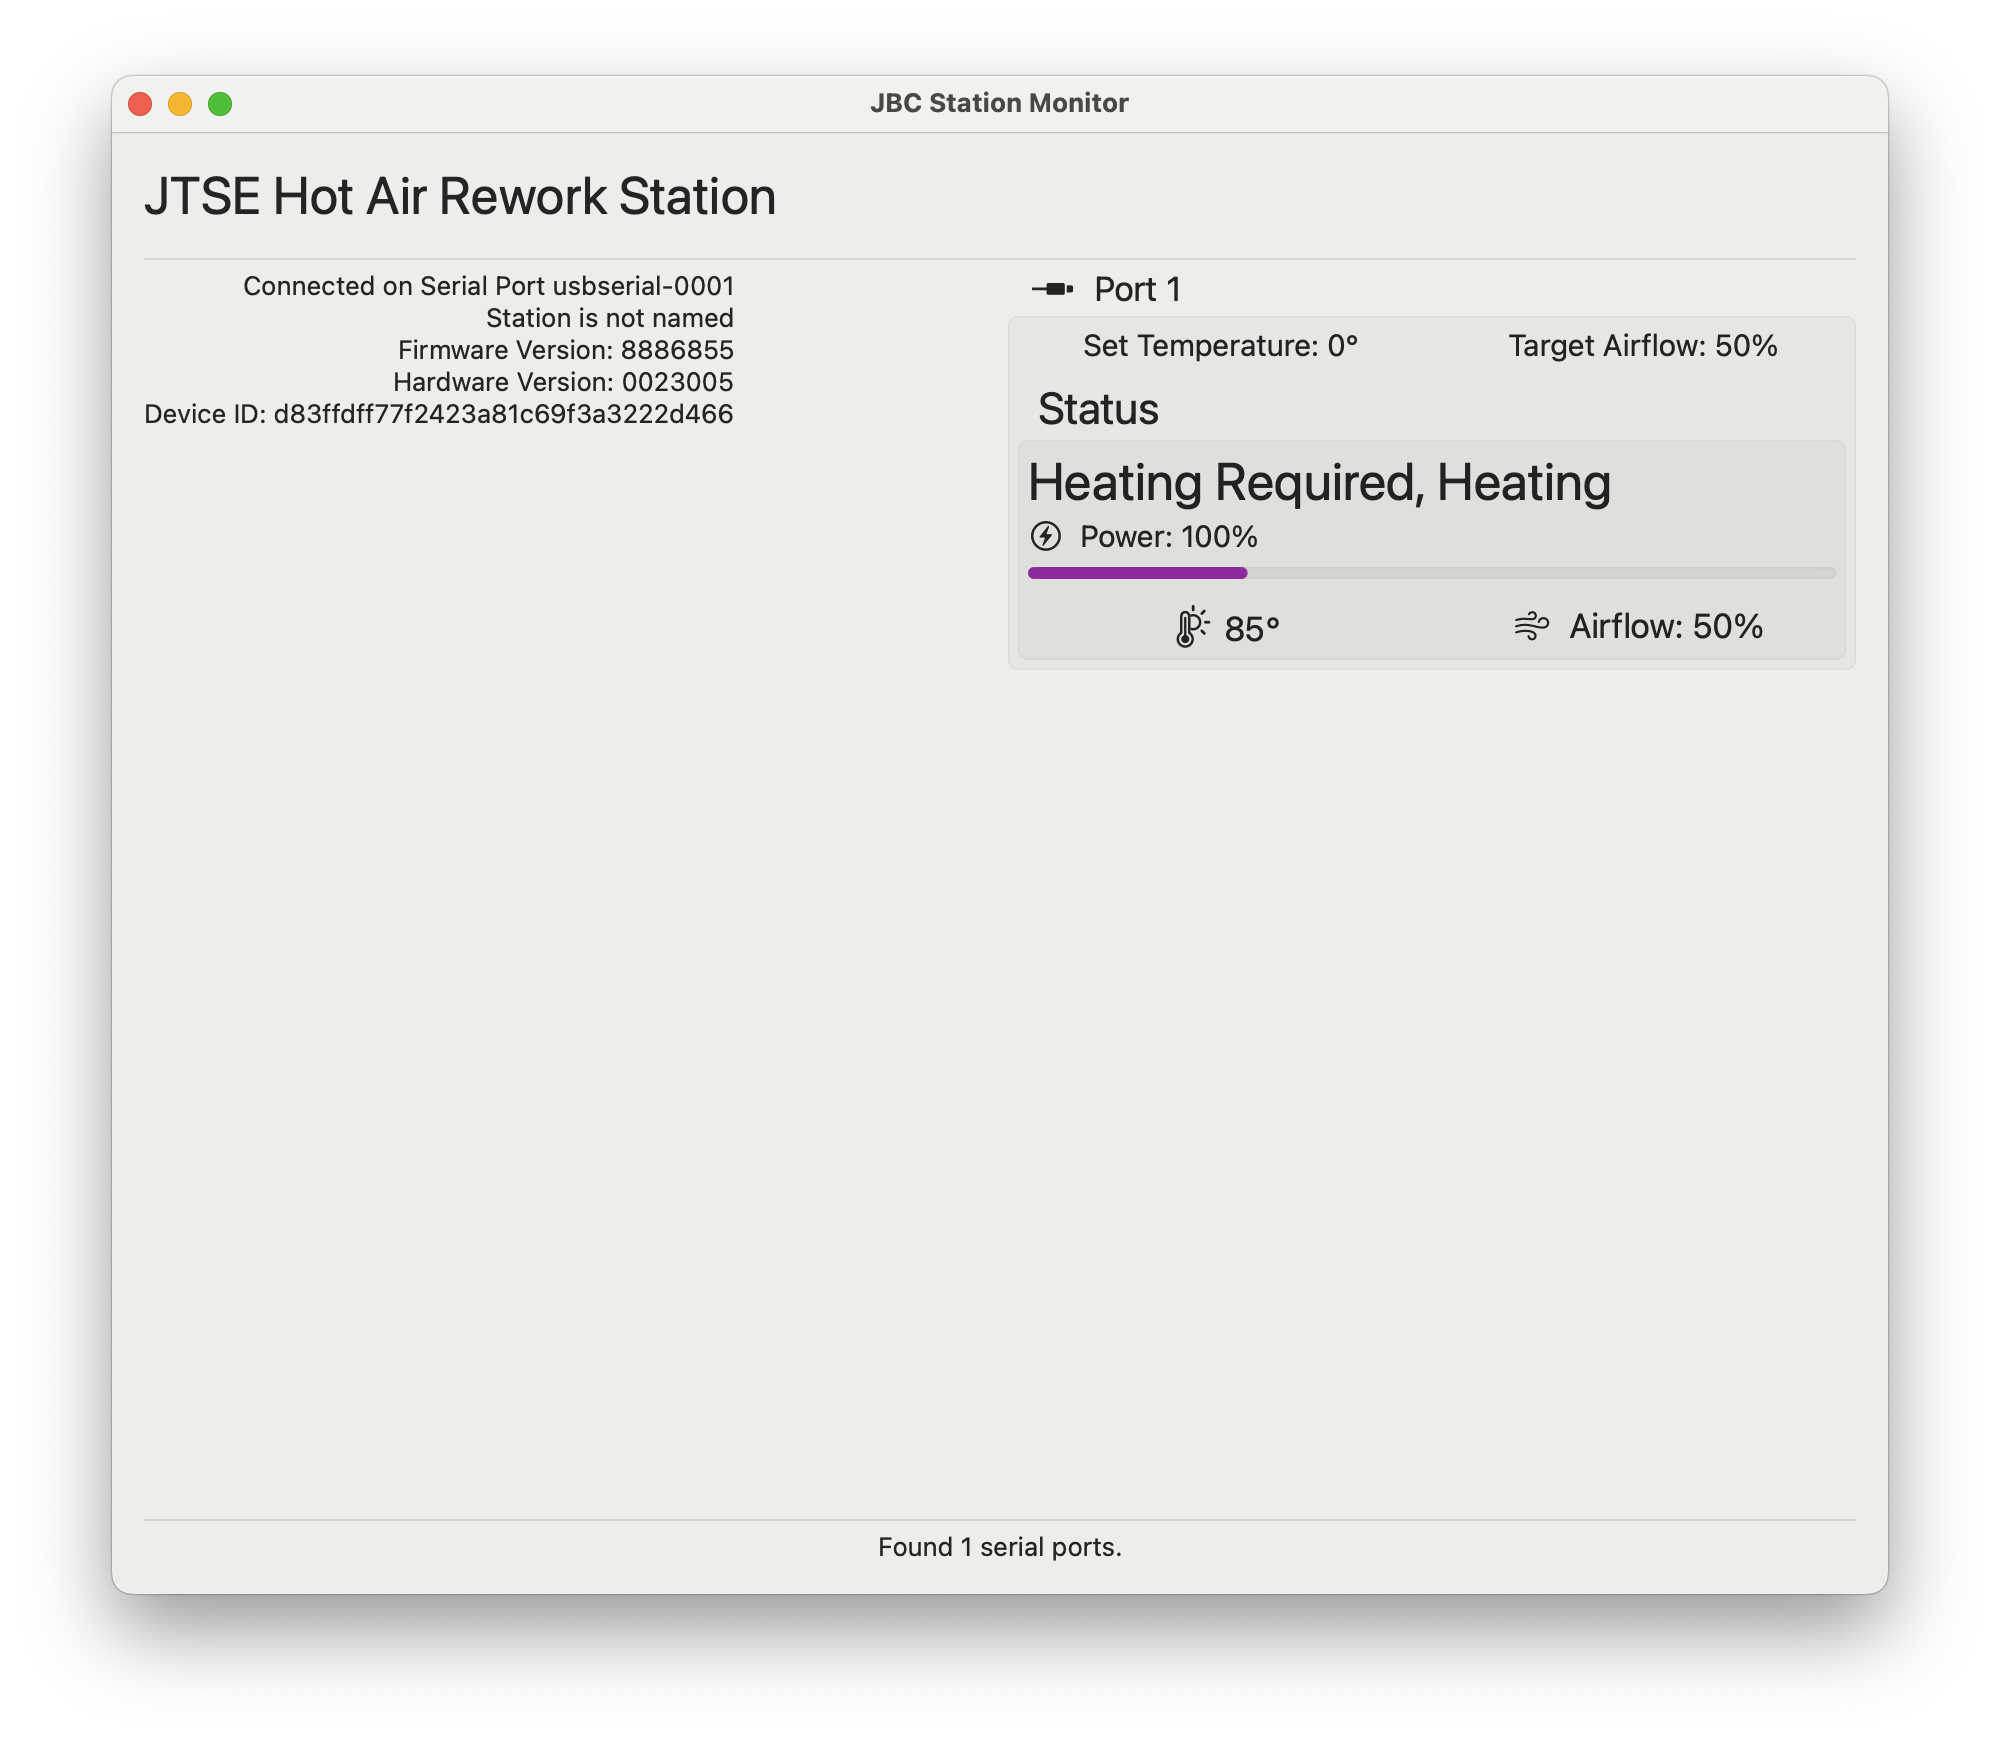 JBC Station Monitor
JTSE Hot Air Rework Station
Connected on Serial Port usbserial-0001
Station is not named
Firmware Version: 8886855
Hardware Version: 0023005
Device ID: d83ffdff77f2423a81c69f3a3222d466
Port 1
Set Temperature: 0° Target Airflow: 50%
Status
Heating Required, Heating
Power: 100%
85° Airflow: 50%
Found 1 serial ports.